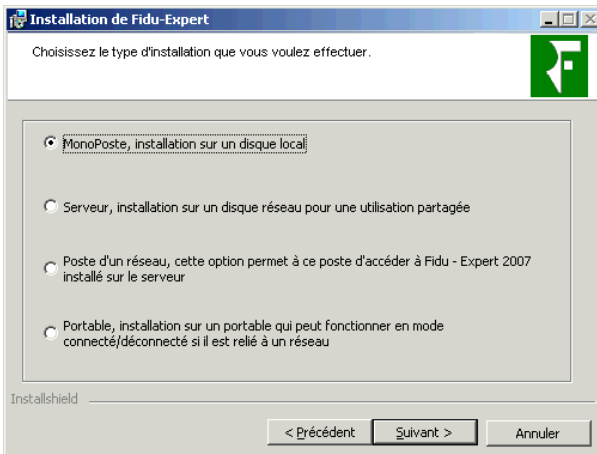 Installation de Fidu-Expert
Choisissez le type d'installation que vous voulez effectuer.
MonoPoste, installation sur un disque local
Serveur, installation sur un disque réseau pour une utilisation partagée
Poste d'un réseau, cette option permet à ce poste d'accéder à Fidu - Expert 2007
installé sur le serveur
Portable, installation sur un portable qui peut fonctionner en mode
connecté/déconnecté si il est relié à un réseau
Installshield
< Précédent
Suivant >
Annuler